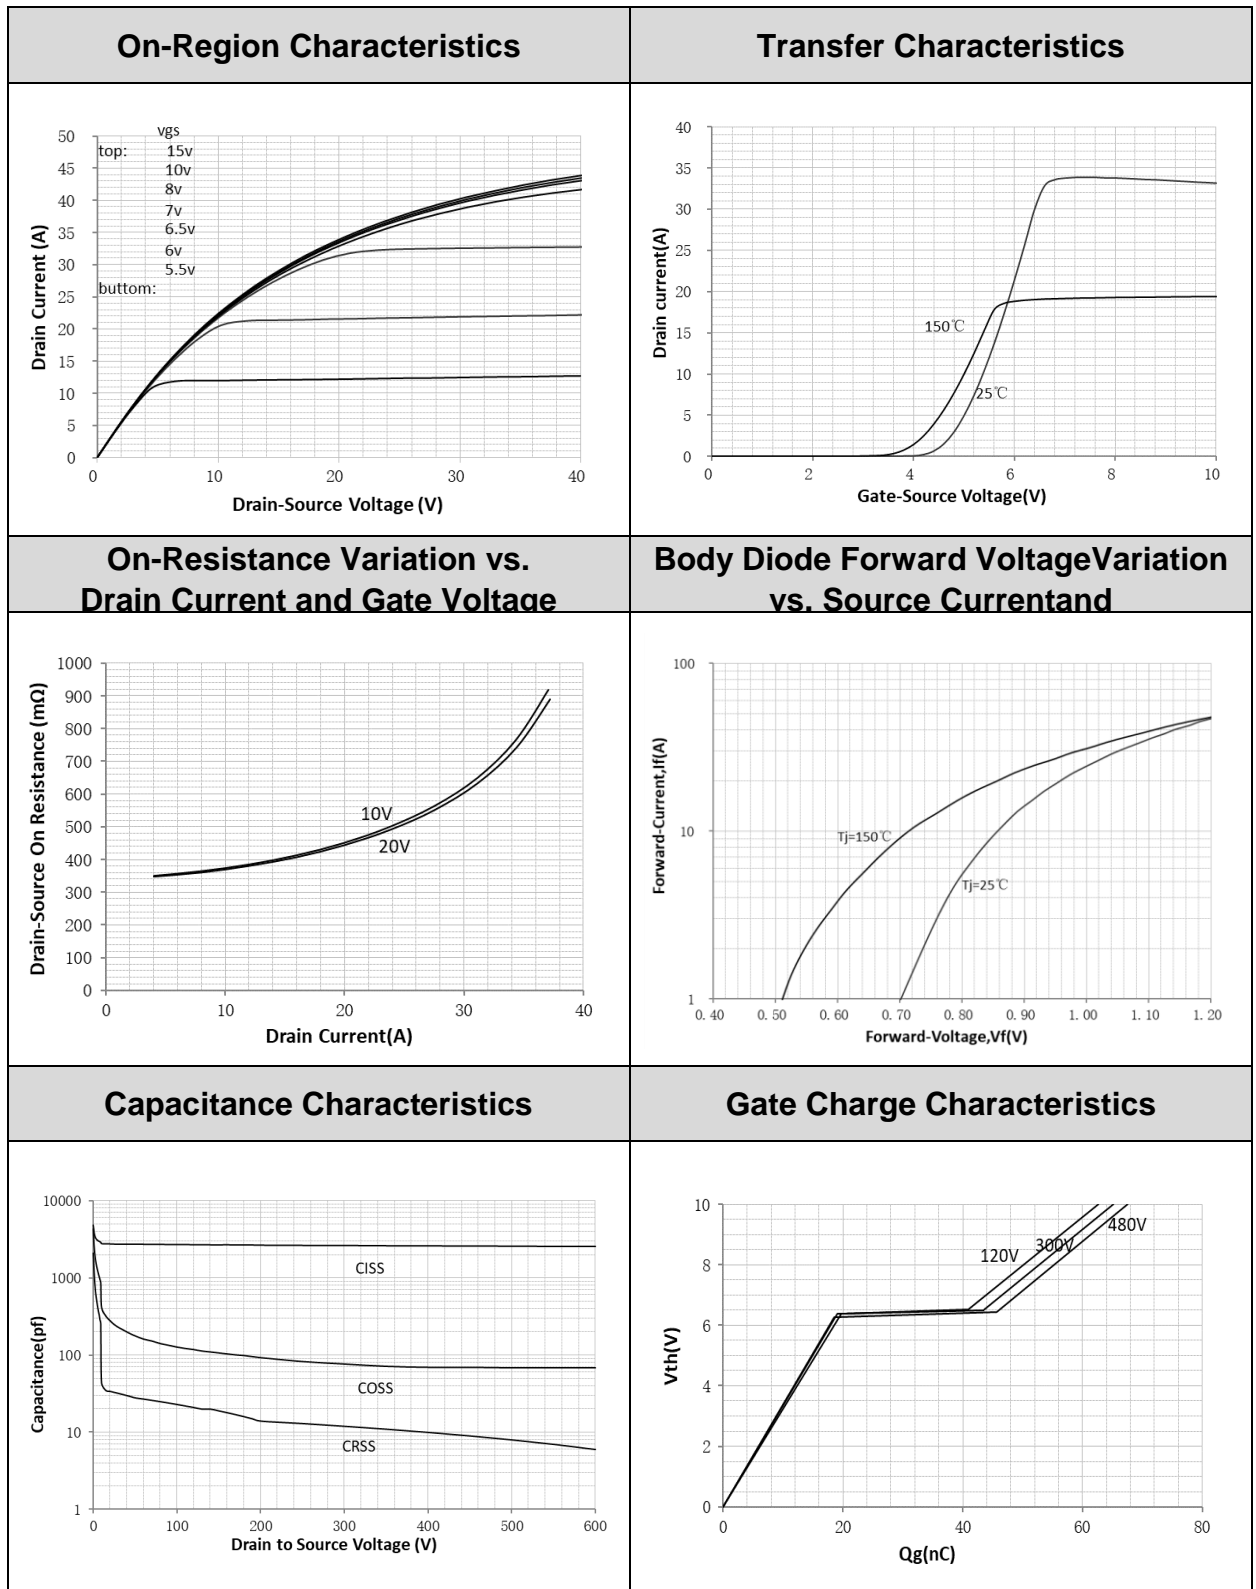 On-Region Characteristics
Transfer Characteristics
vgs
top: 15v
10v
8v
7v
6.5v
6v
5.5v
buttom:
50
45
40
35
30
25
20
15
10
5
0
0 10 20 30 40
Drain Current (A)
Drain-Source Voltage (V)
40
35
30
25
20
15
10
5
0
0 2 4 6 8 10
150℃
25℃
Drain current(A)
Gate-Source Voltage(V)
On-Resistance Variation vs.
Drain Current and Gate Voltage
Body Diode Forward VoltageVariation
vs. Source Currentand
1000
900
800
700
600
500
400
300
200
100
0
0 10 20 30 40
10V
20V
Drain-Source On Resistance (mΩ)
Drain Current(A)
100
10
1
0.40 0.50 0.60 0.70 0.80 0.90 1.00 1.10 1.20
Tj=150℃
Tj=25℃
Forward-Current,If(A)
Forward-Voltage,Vf(V)
Capacitance Characteristics
Gate Charge Characteristics
10000
1000
100
10
1
0 100 200 300 400 500 600
CISS
COSS
CRSS
Capacitance(pf)
Drain to Source Voltage (V)
10
8
6
4
2
0
0 20 40 60 80
120V
300V
480V
Vth(V)
Qg(nC)